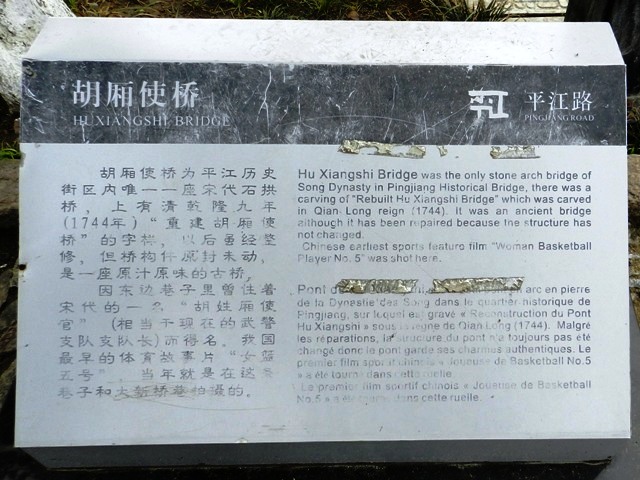 胡厢使桥
HUXIANGSHI BRIDGE
平江路
PINGJIANG ROAD
胡厢使桥为平江历史
街区内唯一一座宋代石拱
桥，上有清乾隆九年
(1744年)“重建胡厢使
桥”的字样，以后虽经整
修，但桥构件原封未动，
是一座原汁原味的古桥。
因东边巷子里曾住着
宋代的一名“胡姓厢使
官”(相当于现在的武警
支队支队长)而得名。我国
最早的体育故事片“女篮
五号”，当年就是在这
巷子和大新桥巷拍摄的。
Hu Xiangshi Bridge was the only stone arch bridge of
Song Dynasty in Pingjiang Historical Bridge, there was a
carving of "Rebuilt Hu Xiangshi Bridge" which was carved
in Qian Long reign (1744). It was an ancient bridge
although it has been repaired because the structure has
not changed.
Chinese earliest sports feature film "Woman Basketball
Player No. 5" was shot here.
Pont d arc en pierre
de la Dynastie des Song dans le quartier historique de
Pingjiang, sur lequel est gravé « Reconstruction du Pont
Hu Xiangshi » sous règne de Qian Long (1744). Malgré
les réparations, la structure du pont n'a toujours pas été
changé donc le pont garde ses charmes authentiques. Le
premier film sportif chinois « Joueuse de Basketball No.5
» a été tourné dans cette ruelle.
Le premier film sportif chinois « Joueuse de Basketball
No.5 » a été dans cette ruelle.